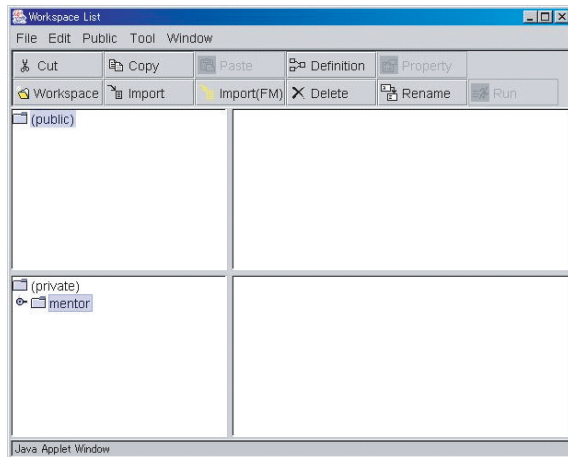 Workspace List
File Edit Public Tool Window
Cut Copy Paste Definition Property
Workspace Import Import(FM) Delete Rename Run
(public)
(private)
mentor
Java Applet Window